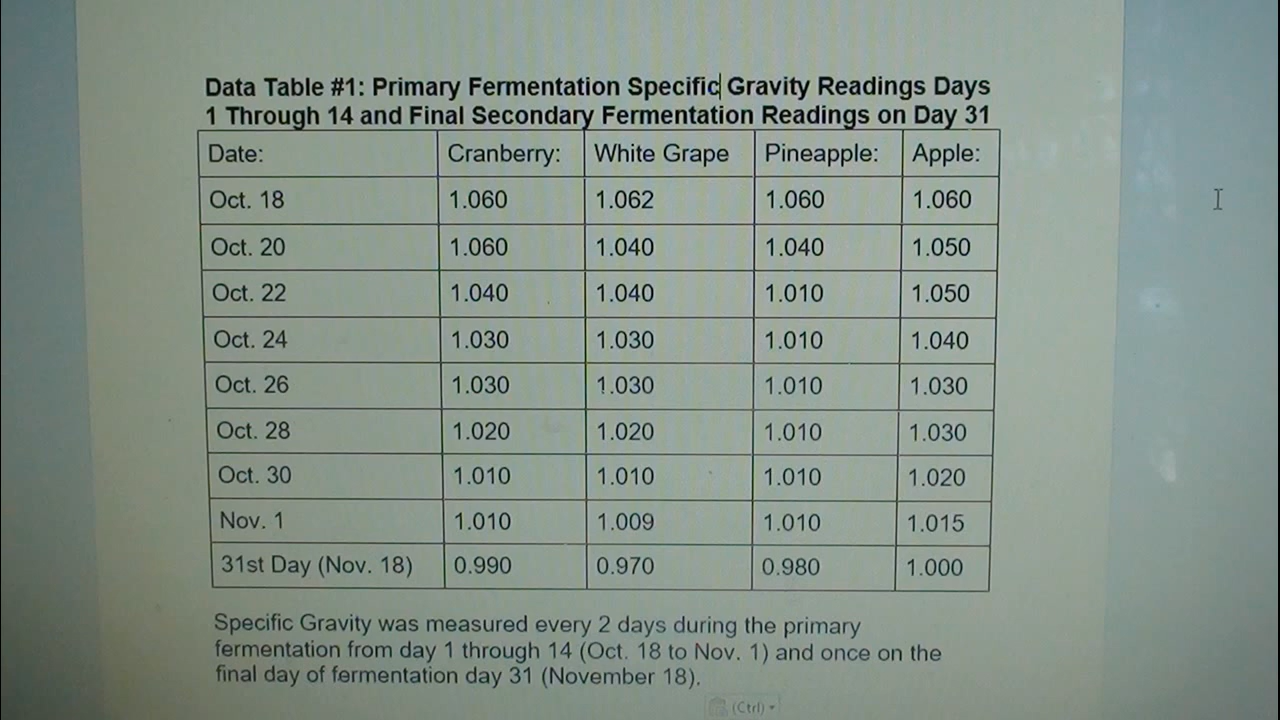 Data Table #1: Primary Fermentation Specific Gravity Readings Days
1 Through 14 and Final Secondary Fermentation Readings on Day 31
Date: Cranberry: White Grape Pineapple: Apple:
Oct. 18 1.060 1.062 1.060 1.060
Oct. 20 1.060 1.040 1.040 1.050
Oct. 22 1.040 1.040 1.010 1.050
Oct. 24 1.030 1.030 1.010 1.040
Oct. 26 1.030 1.030 1.010 1.030
Oct. 28 1.020 1.020 1.010 1.030
Oct. 30 1.010 1.010 1.010 1.020
Nov. 1 1.010 1.009 1.010 1.015
31st Day (Nov. 18) 0.990 0.970 0.980 1.000
Specific Gravity was measured every 2 days during the primary
fermentation from day 1 through 14 (Oct. 18 to Nov. 1) and once on the
final day of fermentation day 31 (November 18).
(Ctrl)